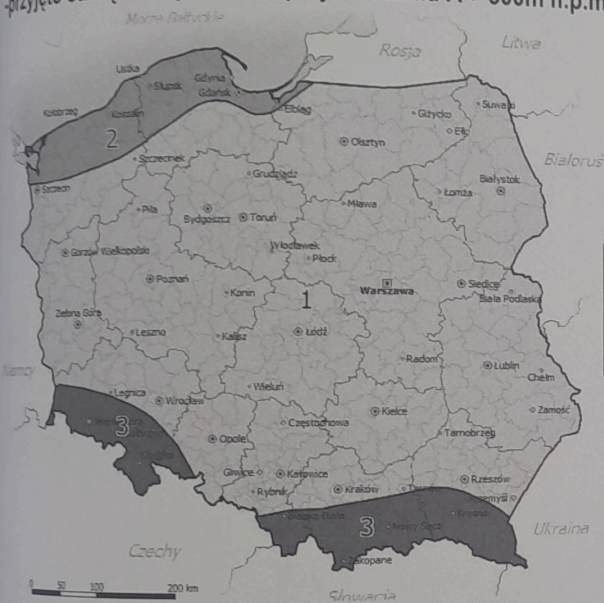 Morze Bałtyckie
Rosja
Litwa
Ustka
Słupsk
Gdynia
Gdańsk
Kołobrzeg
Koszalin
2
Elbląg
Giżycko
Suwałki
Ełk
Olsztyn
Szczecinek
Białoruś
Szczecin
Grudziądz
Białystok
Łomża
Piła
Bydgoszcz
Toruń
Mława
Włocławek
Gorzów Wielkopolski
Płock
Poznań
Konin
1
Warszawa
Siedlce
Biała Podlaska
Zielona Góra
Leszno
Kalisz
Łódź
Radom
Lublin
Chełm
Niemcy
Legnica
Wrocław
Wieluń
3
Częstochowa
Kielce
Zamość
Opole
Tarnobrzeg
Gliwice
Katowice
Rzeszów
Rybnik
Kraków
3
Nowy Sącz
Krosno
Ukraina
Czechy
Zakopane
0 50 100 200 km
Słowacja